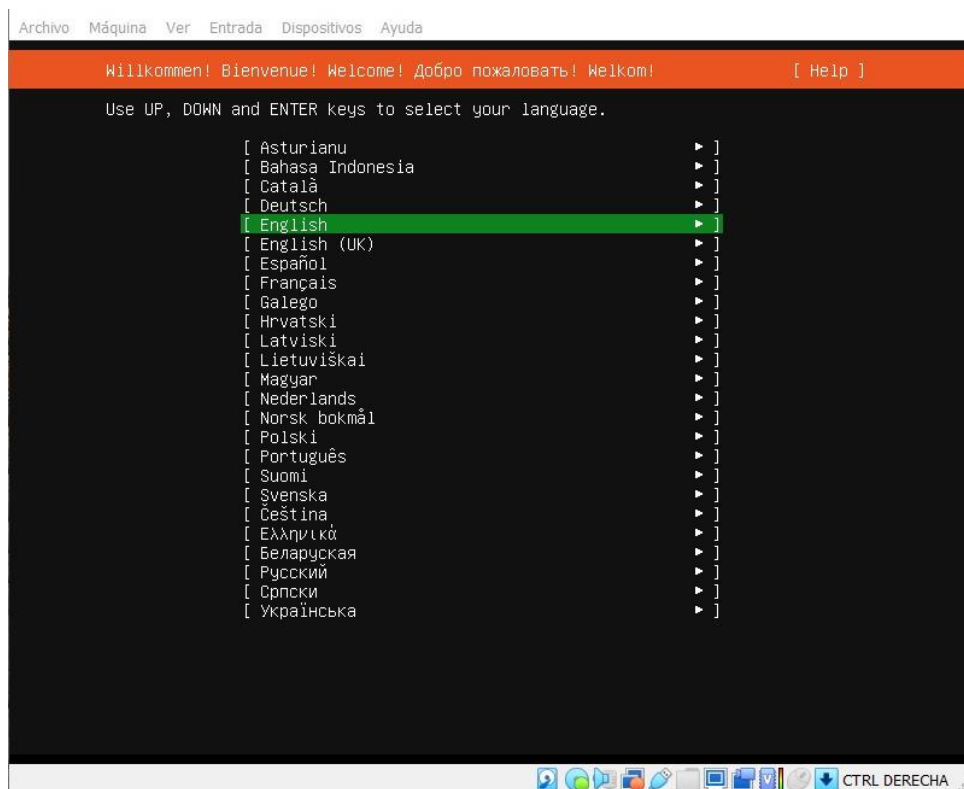 Archivo Máquina Ver Entrada Dispositivos Ayuda
Willkommen! Bienvenue! Welcome! Добро пожаловать! Welkom! [ Help ]
Use UP, DOWN and ENTER keys to select your language.
[ Asturianu ► ]
[ Bahasa Indonesia ► ]
[ Català ► ]
[ Deutsch ► ]
[ English ► ]
[ English (UK) ► ]
[ Español ► ]
[ Français ► ]
[ Galego ► ]
[ Hrvatski ► ]
[ Latviski ► ]
[ Lietuviškai ► ]
[ Magyar ► ]
[ Nederlands ► ]
[ Norsk bokmål ► ]
[ Polski ► ]
[ Português ► ]
[ Suomi ► ]
[ Svenska ► ]
[ Čeština ► ]
[ Ελληνικά ► ]
[ Беларуская ► ]
[ Русский ► ]
[ Српски ► ]
[ Українська ► ]
CTRL DERECHA